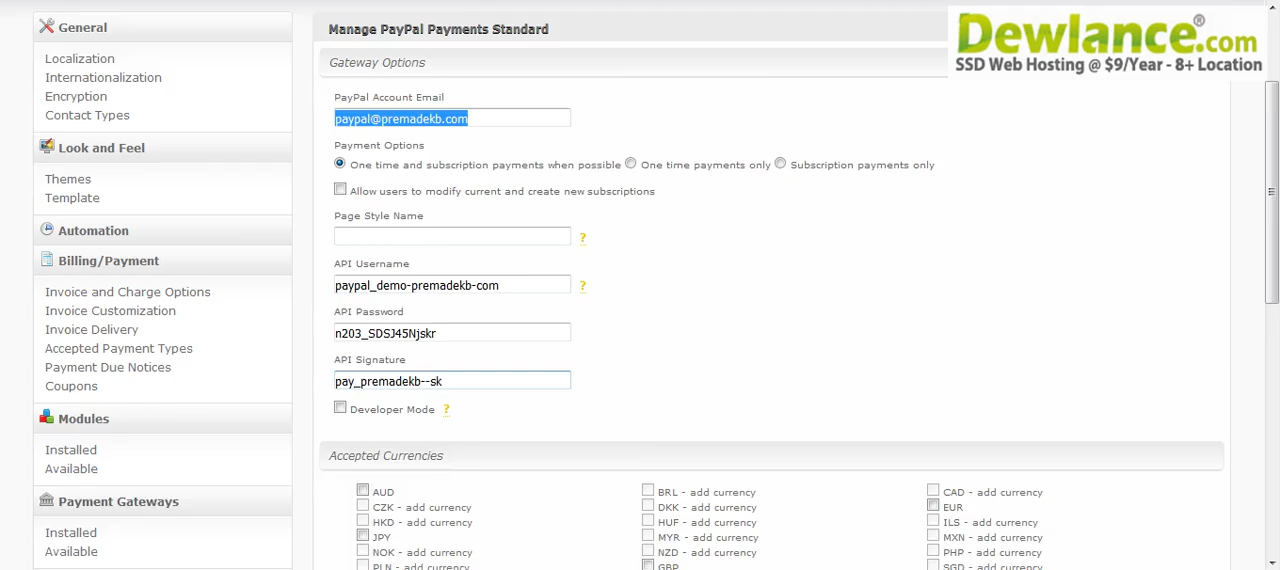 General
Localization
Internationalization
Encryption
Contact Types
Look and Feel
Themes
Template
Automation
Billing/Payment
Invoice and Charge Options
Invoice Customization
Invoice Delivery
Accepted Payment Types
Payment Due Notices
Coupons
Modules
Installed
Available
Payment Gateways
Installed
Available
Manage PayPal Payments Standard
Dewlance®.com
SSD Web Hosting @ $9/Year - 8+ Location
Gateway Options
PayPal Account Email
paypal@premadekb.com
Payment Options
One time and subscription payments when possible One time payments only Subscription payments only
Allow users to modify current and create new subscriptions
Page Style Name
?
API Username
paypal_demo-premadekb-com ?
API Password
n203_SDSJ45Njskr
API Signature
pay_premadekb--sk
Developer Mode ?
Accepted Currencies
AUD BRL - add currency CAD - add currency
CZK - add currency DKK - add currency EUR
HKD - add currency HUF - add currency ILS - add currency
JPY MYR - add currency MXN - add currency
NOK - add currency NZD - add currency PHP - add currency
PLN - add currency GBP SGD - add currency